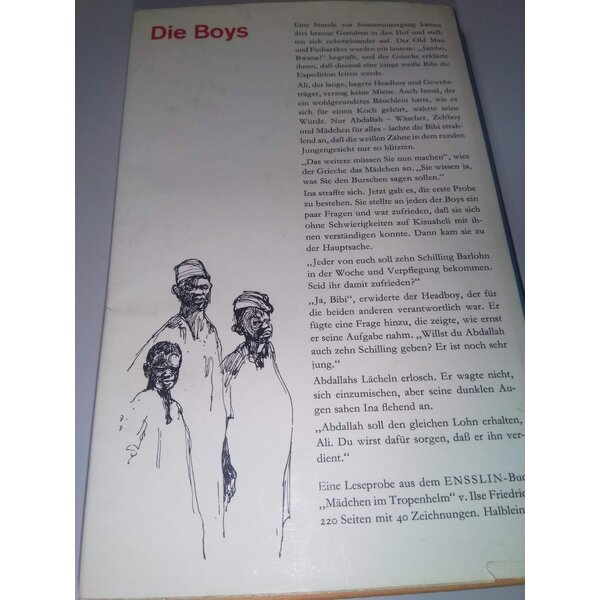 Die Boys
Eine Stunde vor Sonnenuntergang kamen
drei braune Gestalten in den Hof und stell-
ten sich nebeneinander auf. Der Old Man
und Fudiarekes wurden mit lautem: „Jambo,
Bwana!" begrüßt, und der Grieche erklärte
ihnen, daß diesmal eine junge weiße Bibi die
Expedition leiten werde.
Ali, der lange, hagere Headboy und Gewehr-
träger, verzog keine Miene. Auch Ismal, der
ein wohlgerundetes Bäuchlein hatte, wie es
sich für einen Koch gehört, wahrte seine
Würde. Nur Abdallah – Wäscher, Zeltboy
und Mädchen für alles – lachte die Bibi strah-
lend an, daß die weißen Zähne in dem runden
Jungengesicht nur so blitzten.
„Das weitere müssen Sie nun machen", wies
der Grieche das Mädchen an. „Sie wissen ja,
was Sie den Burschen sagen sollen."
Ina straffte sich. Jetzt galt es, die erste Probe
zu bestehen. Sie stellte an jeden der Boys ein
paar Fragen und war zufrieden, daß sie sich
ohne Schwierigkeiten auf Kisuaheli mit ih-
nen verständigen konnte. Dann kam sie zu
der Hauptsache.
„Jeder von euch soll zehn Schilling Barlohn
in der Woche und Verpflegung bekommen.
Seid ihr damit zufrieden?"
„Ja, Bibi", erwiderte der Headboy, der für
die beiden anderen verantwortlich war. Er
fügte eine Frage hinzu, die zeigte, wie ernst
er seine Aufgabe nahm. „Willst du Abdallah
auch zehn Schilling geben? Er ist noch sehr
jung."
Abdallahs Lächeln erlosch. Er wagte nicht,
sich einzumischen, aber seine dunklen Au-
gen sahen Ina flehend an.
„Abdallah soll den gleichen Lohn erhalten,
Ali. Du wirst dafür sorgen, daß er ihn ver-
dient."
Eine Leseprobe aus dem ENSSLIN-Buc
„Mädchen im Tropenhelm" v. Ilse Friedric
220 Seiten mit 40 Zeichnungen. Halblein